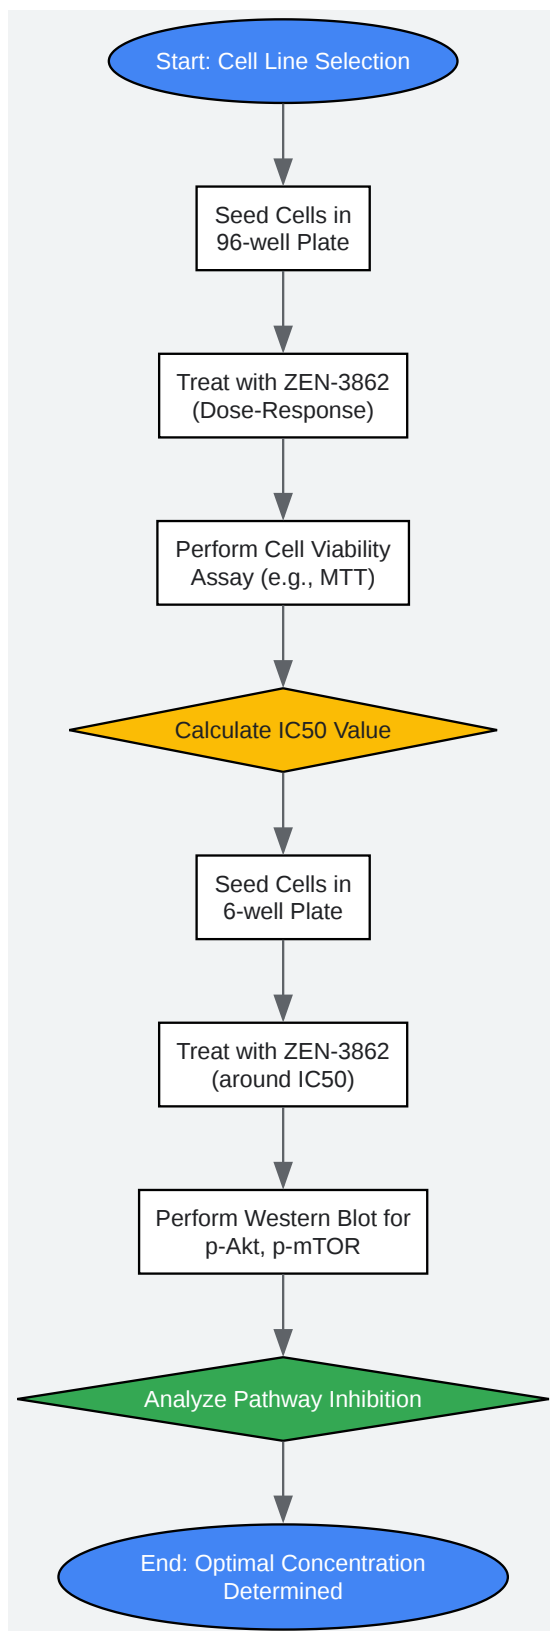 Start: Cell Line Selection
Seed Cells in
96-well Plate
Treat with ZEN-3862
(Dose-Response)
Perform Cell Viability
Assay (e.g., MTT)
Calculate IC50 Value
Seed Cells in
6-well Plate
Treat with ZEN-3862
(around IC50)
Perform Western Blot for
p-Akt, p-mTOR
Analyze Pathway Inhibition
End: Optimal Concentration
Determined